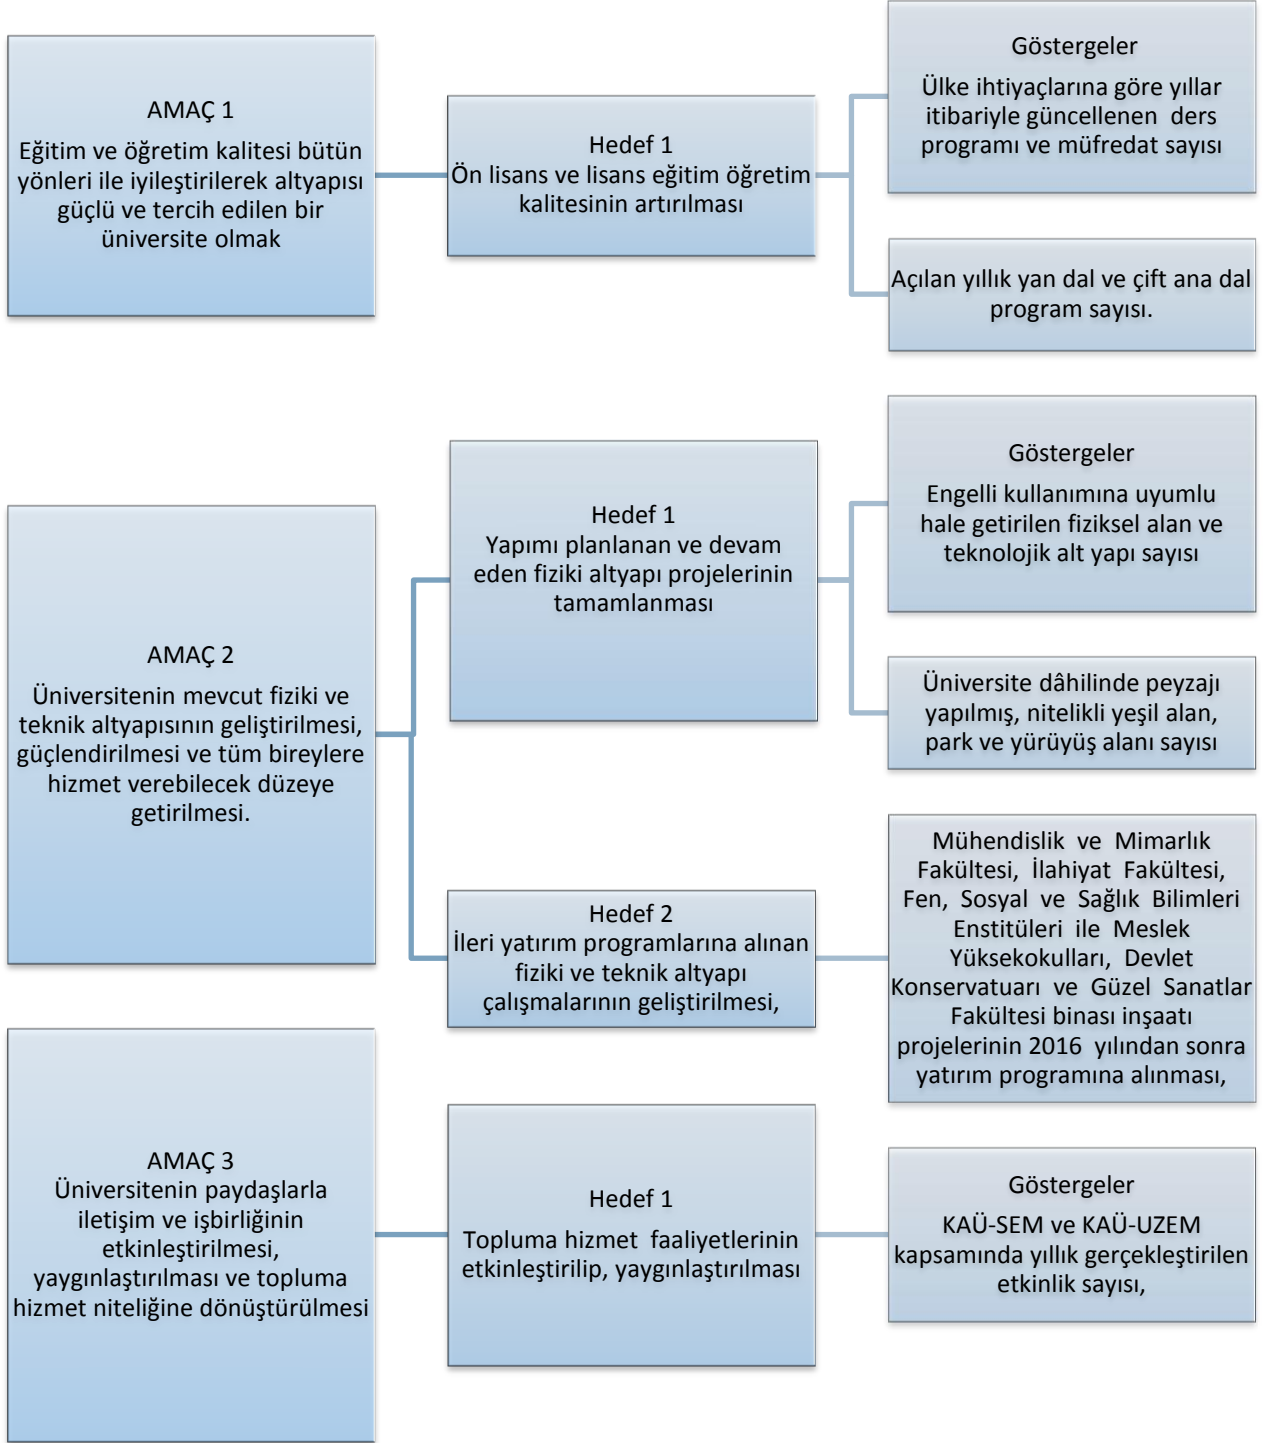 AMAÇ 1
Eğitim ve öğretim kalitesi bütün
yönleri ile iyileştirilerek altyapısı
güçlü ve tercih edilen bir
üniversite olmak
Hedef 1
Ön lisans ve lisans eğitim öğretim
kalitesinin artırılması
Göstergeler
Ülke ihtiyaçlarına göre yıllar
itibariyle güncellenen ders
programı ve müfredat sayısı
Açılan yıllık yan dal ve çift ana dal
program sayısı.
AMAÇ 2
Üniversitenin mevcut fiziki ve
teknik altyapısının geliştirilmesi,
güçlendirilmesi ve tüm bireylere
hizmet verebilecek düzeye
getirilmesi.
Hedef 1
Yapımı planlanan ve devam
eden fiziki altyapı projelerinin
tamamlanması
Göstergeler
Engelli kullanımına uyumlu
hale getirilen fiziksel alan ve
teknolojik alt yapı sayısı
Üniversite dâhilinde peyzajı
yapılmış, nitelikli yeşil alan,
park ve yürüyüş alanı sayısı
Hedef 2
İleri yatırım programlarına alınan
fiziki ve teknik altyapı
çalışmalarının geliştirilmesi,
Mühendislik ve Mimarlık
Fakültesi, İlahiyat Fakültesi,
Fen, Sosyal ve Sağlık Bilimleri
Enstitüleri ile Meslek
Yüksekokulları, Devlet
Konservatuarı ve Güzel Sanatlar
Fakültesi binası inşaatı
projelerinin 2016 yılından sonra
yatırım programına alınması,
AMAÇ 3
Üniversitenin paydaşlarla
iletişim ve işbirliğinin
etkinleştirilmesi,
yaygınlaştırılması ve topluma
hizmet niteliğine dönüştürülmesi
Hedef 1
Topluma hizmet faaliyetlerinin
etkinleştirilip, yaygınlaştırılması
Göstergeler
KAÜ-SEM ve KAÜ-UZEM
kapsamında yıllık gerçekleştirilen
etkinlik sayısı,